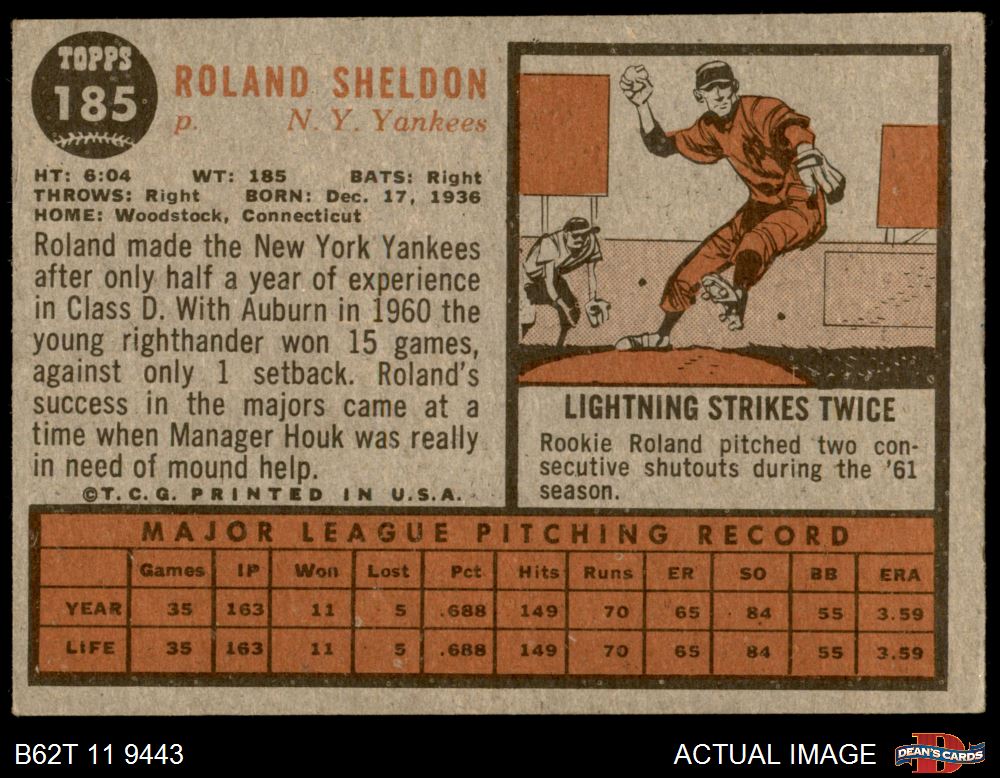 TOPPS
185
ROLAND SHELDON
p. N. Y. Yankees
HT: 6:04 WT: 185 BATS: Right
THROWS: Right BORN: Dec. 17, 1936
HOME: Woodstock, Connecticut
Roland made the New York Yankees
after only half a year of experience
in Class D. With Auburn in 1960 the
young righthander won 15 games,
against only 1 setback. Roland's
success in the majors came at a
time when Manager Houk was really
in need of mound help.
©T.C.G. PRINTED IN U.S.A.
LIGHTNING STRIKES TWICE
Rookie Roland pitched two con-
secutive shutouts during the '61
season.
MAJOR LEAGUE PITCHING RECORD
Games IP Won Lost Pct Hits Runs ER SO BB ERA
YEAR 35 163 11 5 .688 149 70 65 84 55 3.59
LIFE 35 163 11 5 .688 149 70 65 84 55 3.59
B62T 11 9443
ACTUAL IMAGE
D
DEAN'S CARDS